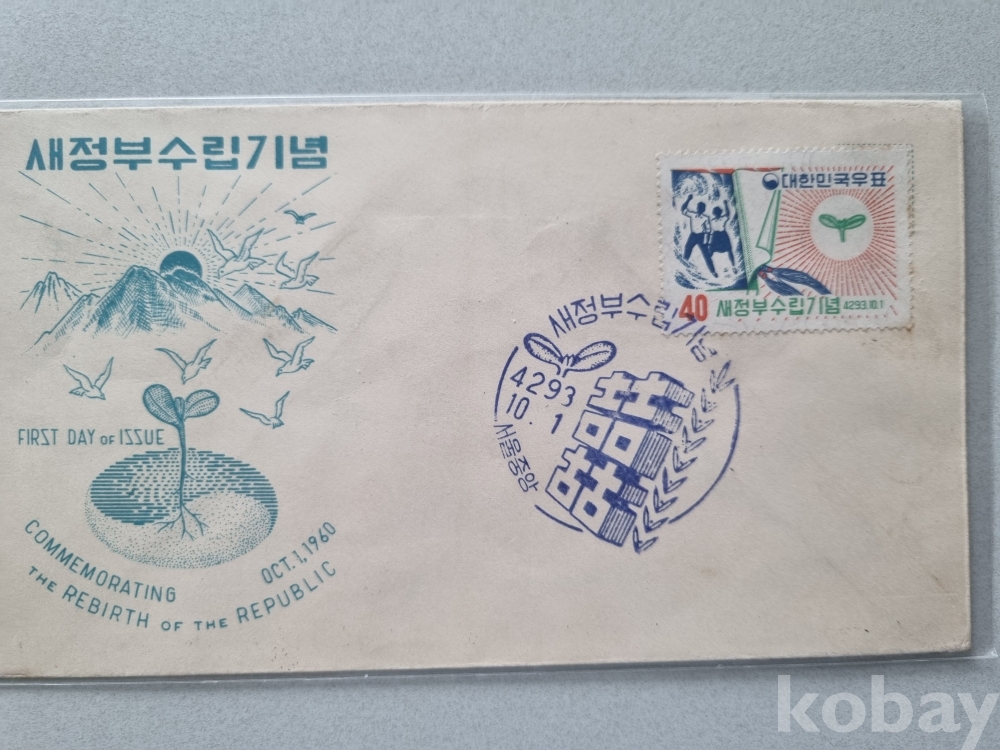 새정부수립기념
FIRST DAY OF ISSUE
COMMEMORATING
THE REBIRTH OF THE REPUBLIC
OCT. 1, 1960
대한민국우표
40 새정부수립기념 4293.10.1
새정부수립기념
4293
10. 1
서울중앙
囍
囍
kobay